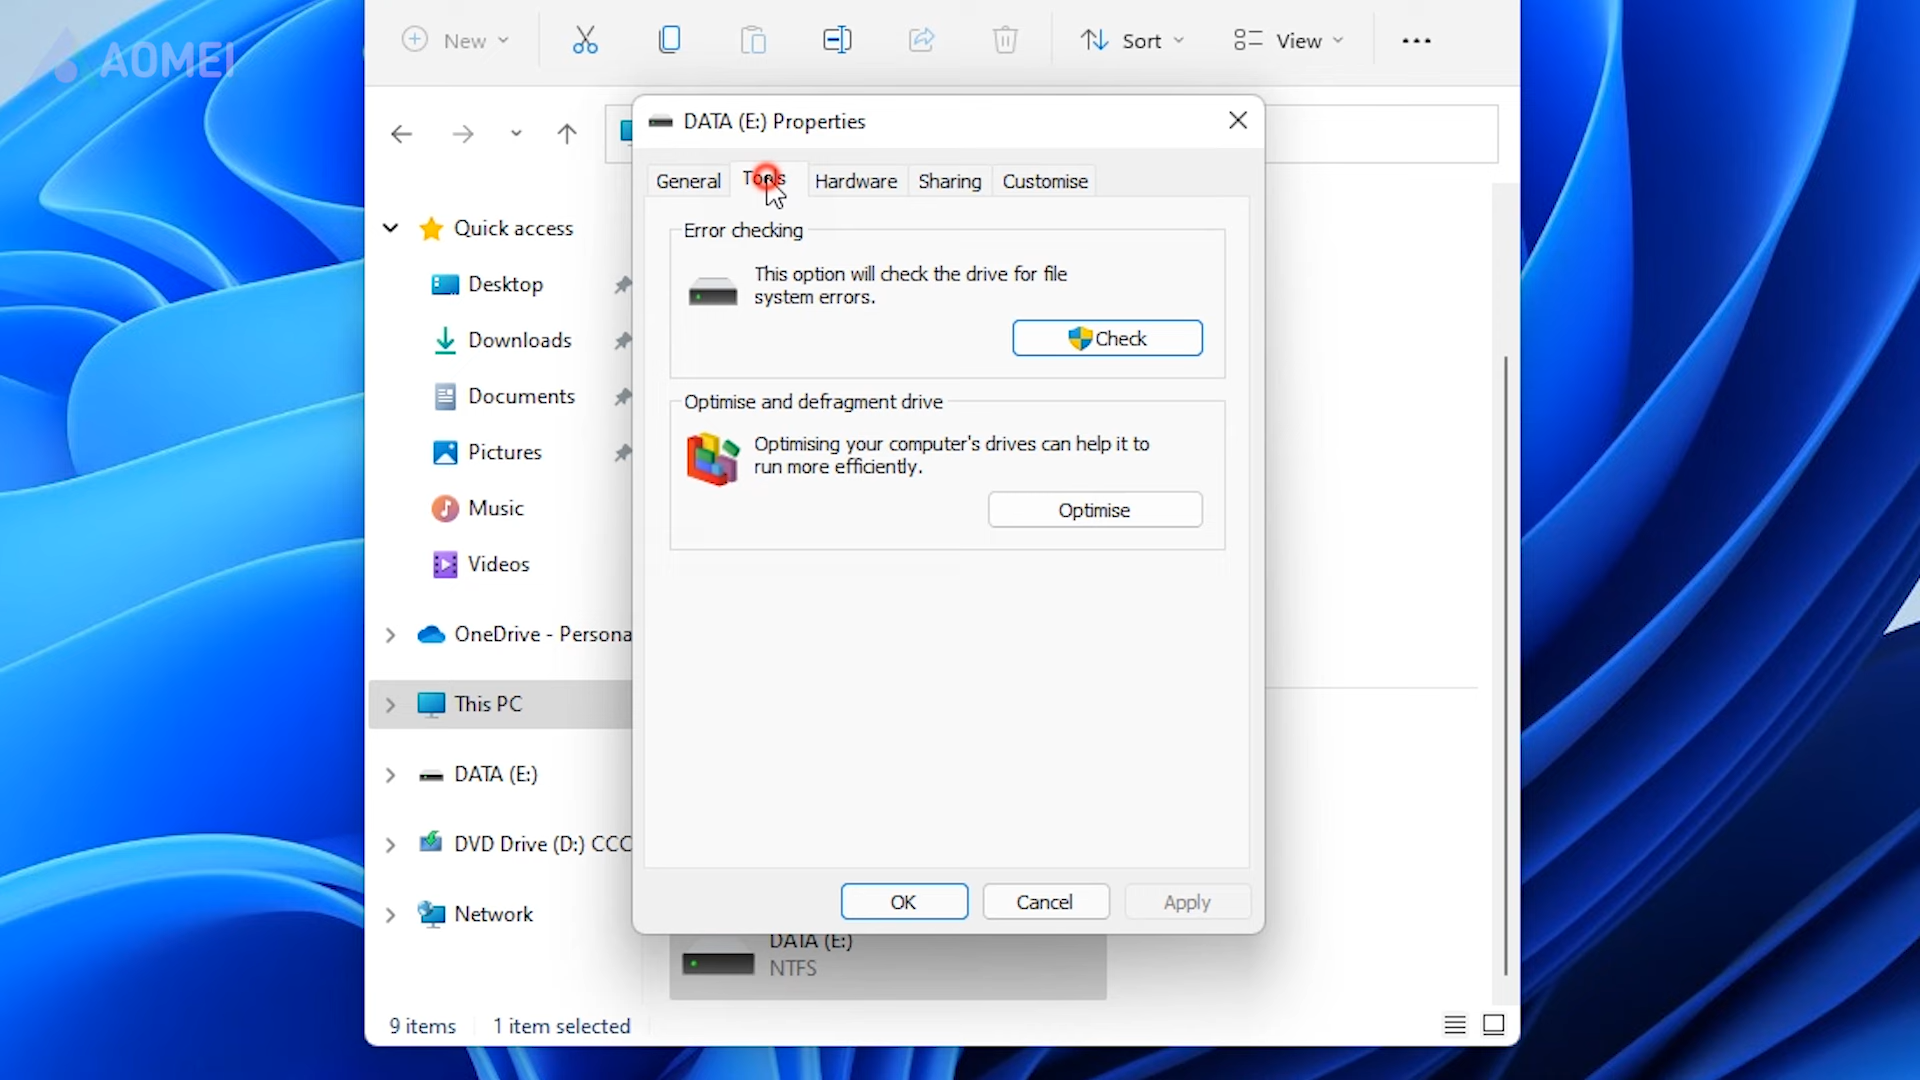 AOMEI
New
Sort
View
DATA (E:) Properties
General
Tools
Hardware
Sharing
Customise
Error checking
This option will check the drive for file
system errors.
Check
Optimise and defragment drive
Optimising your computer's drives can help it to
run more efficiently.
Optimise
OK
Cancel
Apply
Quick access
Desktop
Downloads
Documents
Pictures
Music
Videos
OneDrive - Persona
This PC
DATA (E:)
DVD Drive (D:) CCC
Network
DATA (E:)
NTFS
9 items
1 item selected